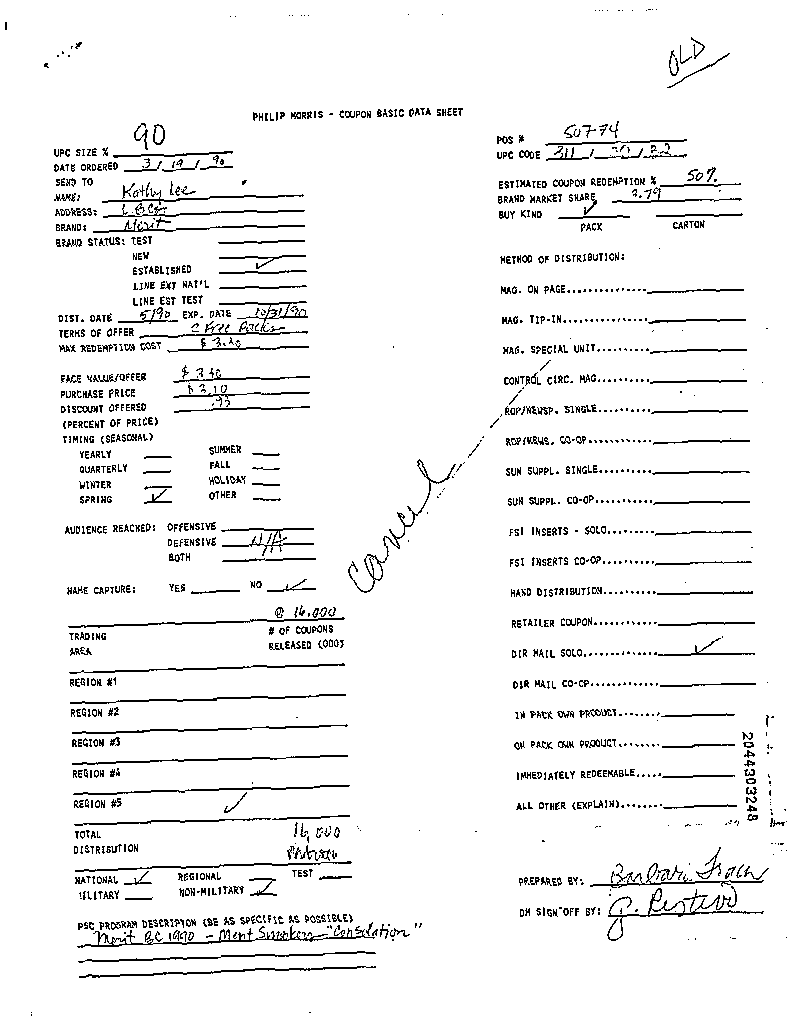 OLD
PHILIP MORRIS - COUPON BASIC DATA SHEET
UPC SIZE % 90
DATE ORDERED 3/19/90
SEND TO
NAME: Kathy Lee
ADDRESS:
BRAND: Merit
BRAND STATUS: TEST
NEW
ESTABLISHED ✓
LINE EXT NAT'L
LINE EST TEST
DIST. DATE 5/90 EXP. DATE 10/31/90
TERMS OF OFFER 2 Free Packs
MAX REDEMPTION COST
FACE VALUE/OFFER
PURCHASE PRICE $ 3.10
DISCOUNT OFFERED .93
(PERCENT OF PRICE)
TIMING (SEASONAL)
YEARLY SUMMER
QUARTERLY FALL
WINTER HOLIDAY
SPRING ✓ OTHER
AUDIENCE REACHED: OFFENSIVE
DEFENSIVE N/A
BOTH
NAME CAPTURE: YES NO ✓
@ 16,000
TRADING # OF COUPONS
AREA RELEASED (000)
REGION #1
REGION #2
REGION #3
REGION #4
REGION #5 ✓
TOTAL 16,000
DISTRIBUTION
NATIONAL ✓ REGIONAL TEST
MILITARY NON-MILITARY ✓
PSC PROGRAM DESCRIPTION (BE AS SPECIFIC AS POSSIBLE)
Merit BC 1990 - Merit Smokers "Consolation"
Cancel
POS # 50774
UPC CODE
ESTIMATED COUPON REDEMPTION % 50%
BRAND MARKET SHARE 3.79
BUY KIND ✓
PACK CARTON
METHOD OF DISTRIBUTION:
MAG. ON PAGE
MAG. TIP-IN
MAG. SPECIAL UNIT
CONTROL CIRC. MAG.
ROP/NEWSP. SINGLE
ROP/NEWS. CO-OP
SUN SUPPL. SINGLE
SUN SUPPL. CO-OP
FSI INSERTS - SOLO
FSI INSERTS CO-OP
HAND DISTRIBUTION
RETAILER COUPON
DIR MAIL SOLO ✓
DIR MAIL CO-OP
IN PACK OWN PRODUCT
ON PACK OWN PRODUCT
IMMEDIATELY REDEEMABLE
ALL OTHER (EXPLAIN)
2044303248
PREPARED BY: Barbara
DM SIGN OFF BY: